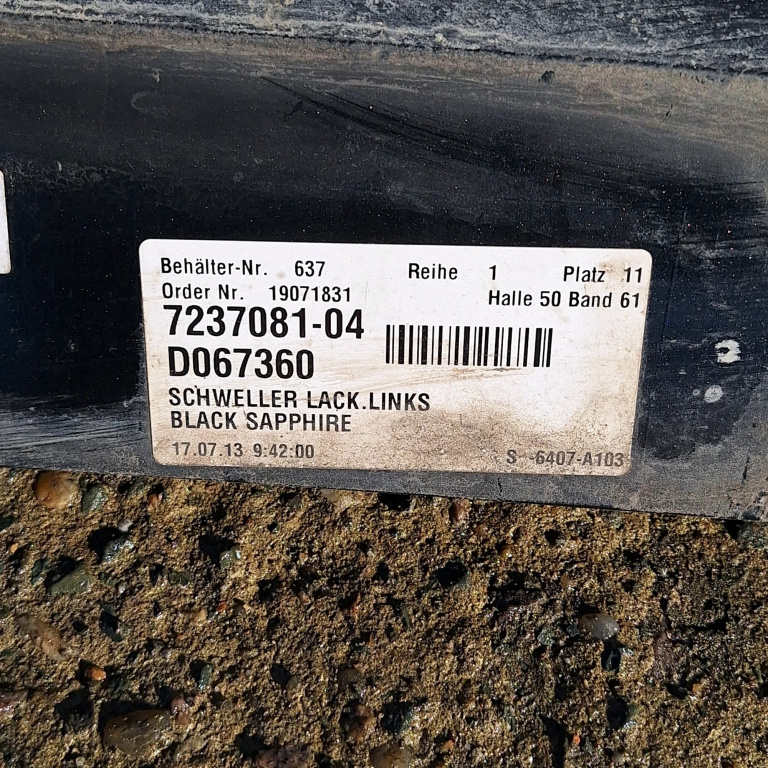 Behälter-Nr. 637 Reihe 1 Platz 11
Order Nr. 19071831 Halle 50 Band 61
7237081-04
D067360
SCHWELLER LACK.LINKS
BLACK SAPPHIRE
17.07.13 9:42:00 S -6407-A103